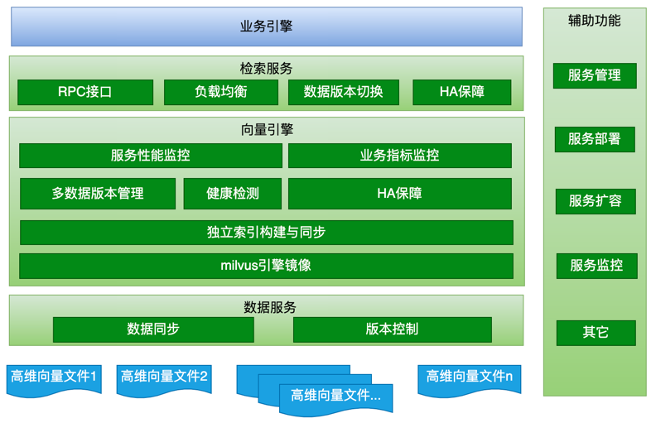 业务引擎
检索服务
RPC接口
负载均衡
数据版本切换
HA保障
向量引擎
服务性能监控
业务指标监控
多数据版本管理
健康检测
HA保障
独立索引构建与同步
milvus引擎镜像
数据服务
数据同步
版本控制
高维向量文件1
高维向量文件2
高维向量文件...
高维向量文件n
辅助功能
服务管理
服务部署
服务扩容
服务监控
其它